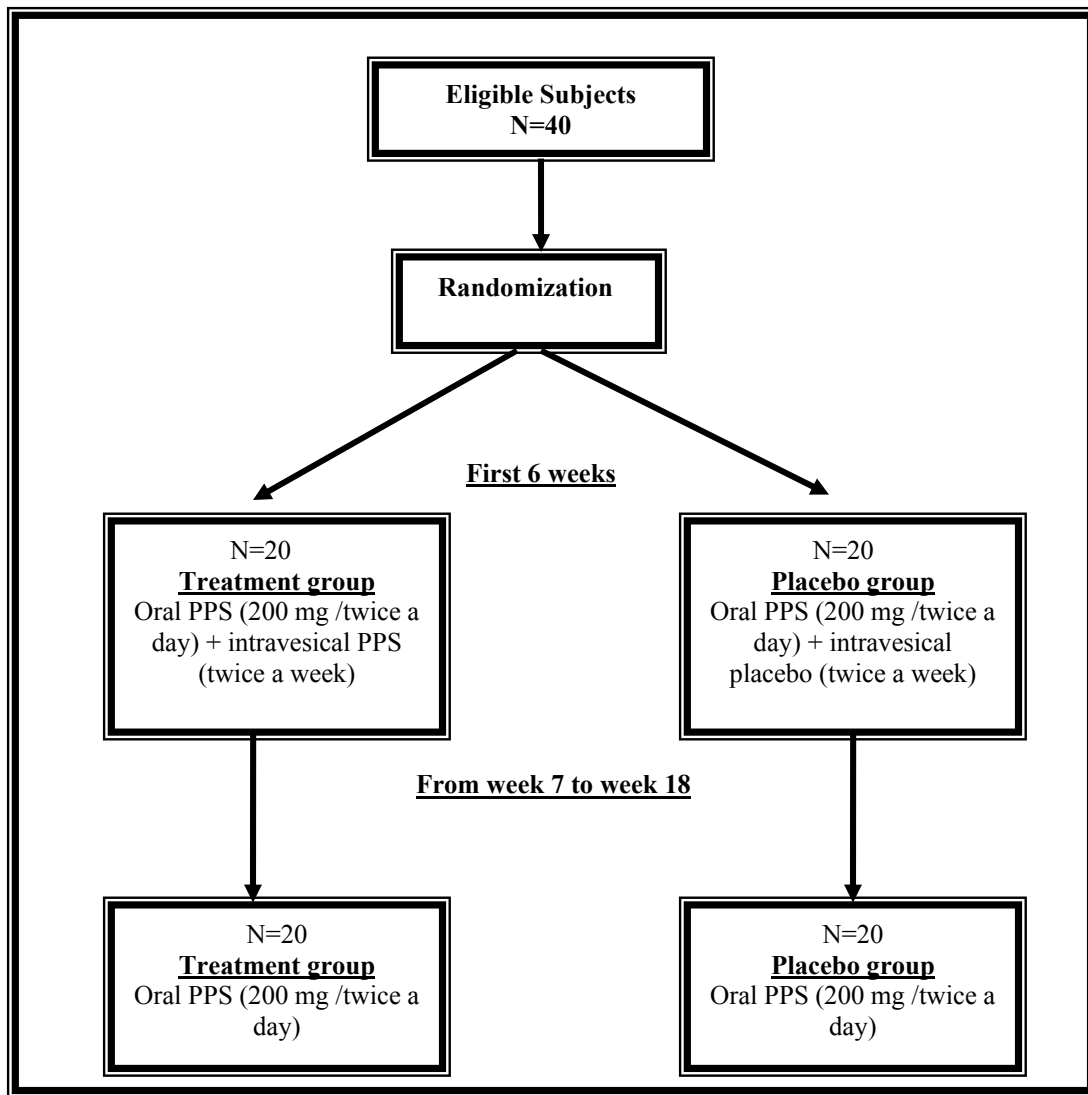 Eligible Subjects
N=40
Randomization
First 6 weeks
N=20
Treatment group
Oral PPS (200 mg /twice a
day) + intravesical PPS
(twice a week)
N=20
Placebo group
Oral PPS (200 mg /twice a
day) + intravesical
placebo (twice a week)
From week 7 to week 18
N=20
Treatment group
Oral PPS (200 mg /twice a
day)
N=20
Placebo group
Oral PPS (200 mg /twice a
day)